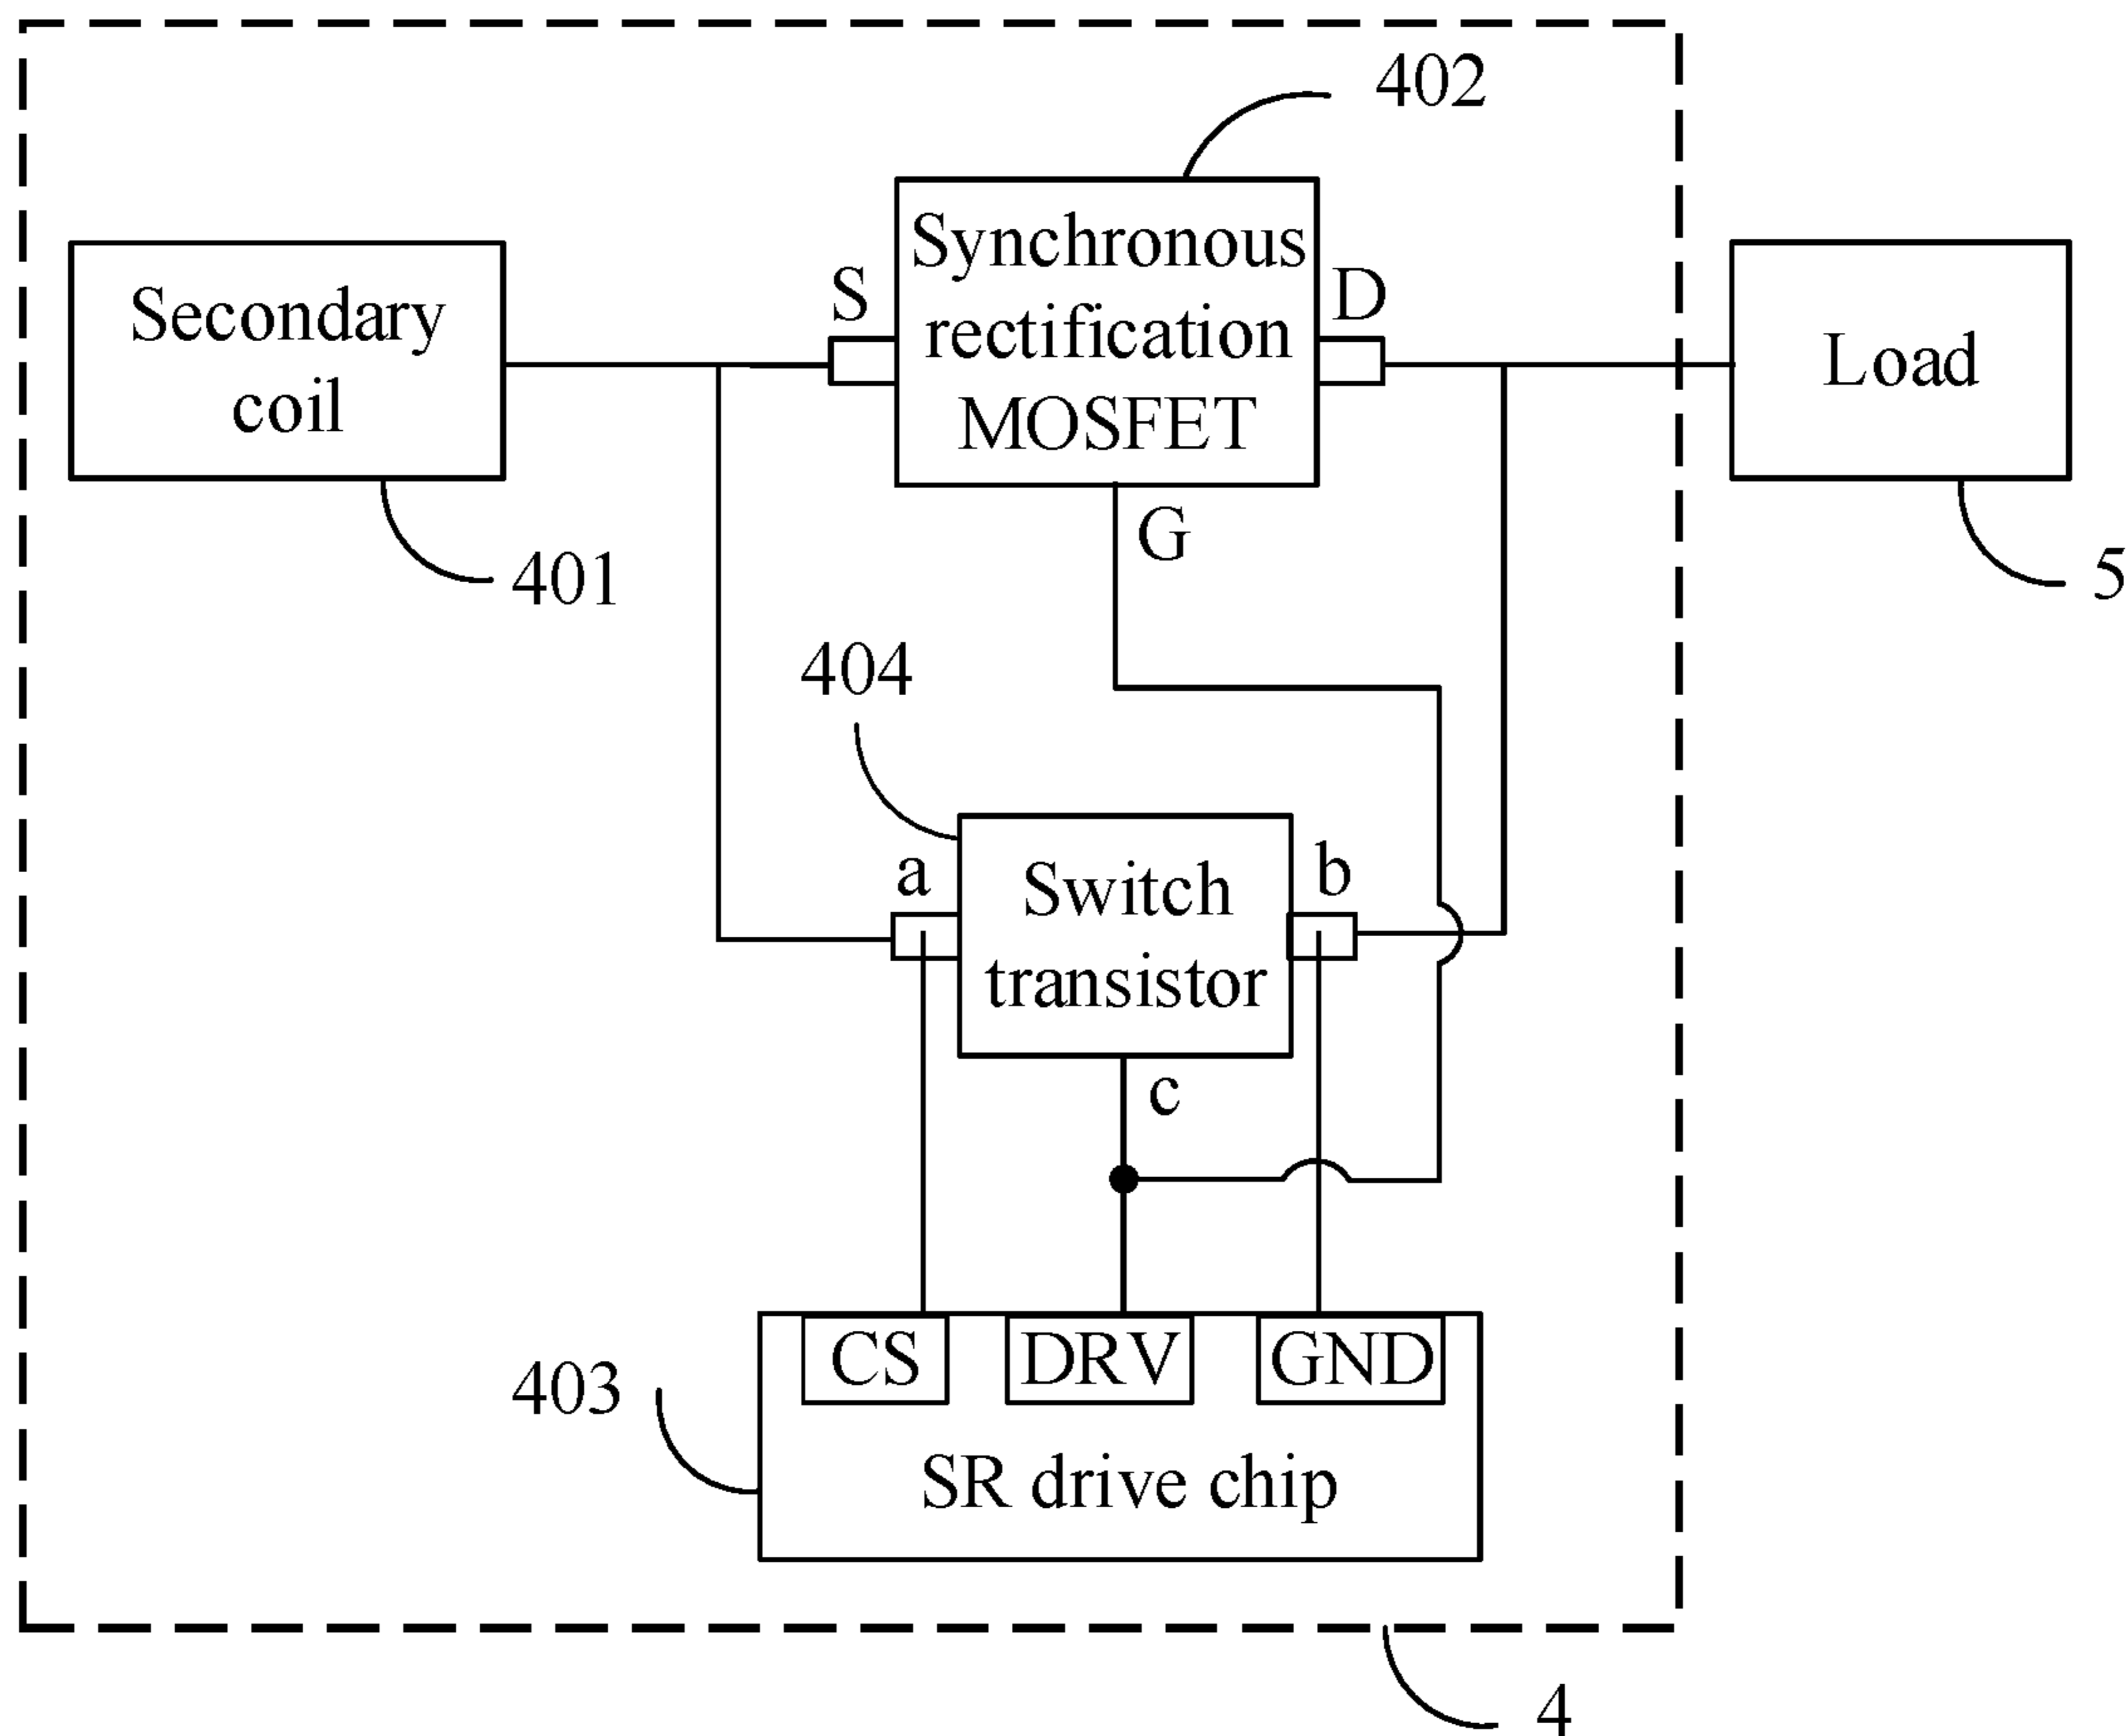 402
Synchronous
rectification
MOSFET
S
D
G
Secondary
coil
401
Load
5
404
a
Switch
transistor
b
c
CS
DRV
GND
SR drive chip
403
4